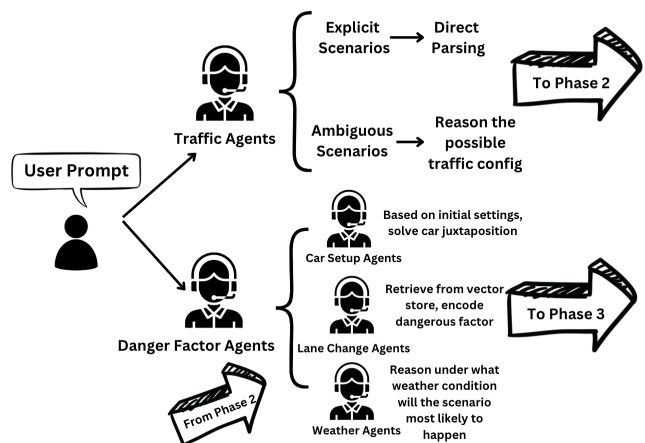 Explicit
Scenarios
Direct
Parsing
To Phase 2
Traffic Agents
Ambiguous
Scenarios
Reason the
possible
traffic config
User Prompt
Based on initial settings,
solve car juxtaposition
Car Setup Agents
Retrieve from vector
store, encode
dangerous factor
To Phase 3
Danger Factor Agents
Lane Change Agents
From Phase 2
Reason under what
weather condition
will the scenario
most likely to
happen
Weather Agents